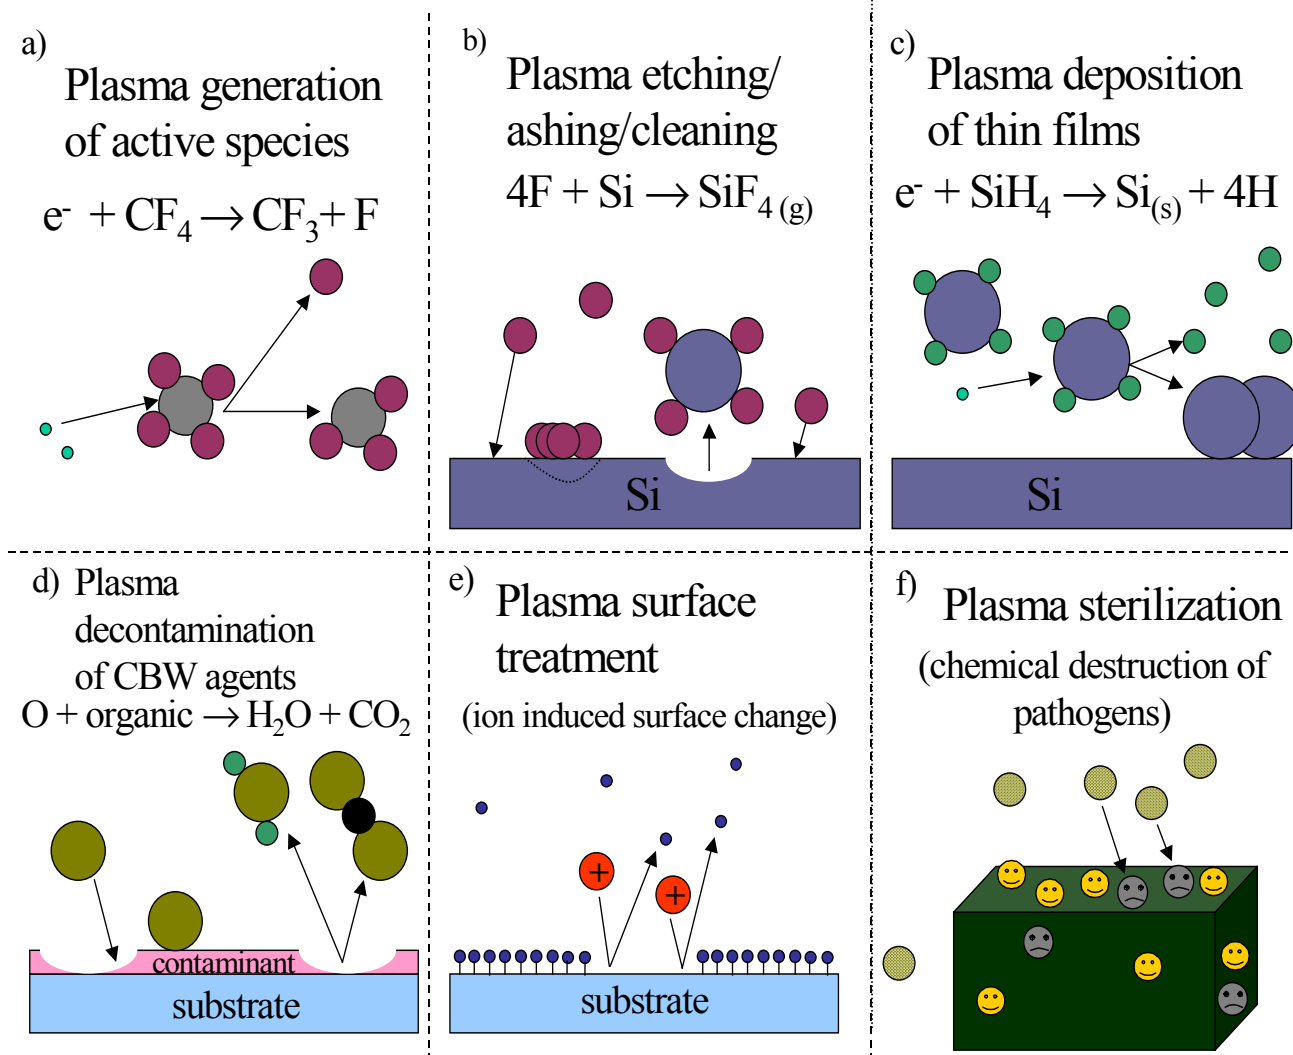 a)
Plasma generation
of active species
e⁻ + CF₄ → CF₃ + F
b)
Plasma etching/
ashing/cleaning
4F + Si → SiF₄ (g)
Si
c)
Plasma deposition
of thin films
e⁻ + SiH₄ → Si(s) + 4H
Si
d) Plasma
decontamination
of CBW agents
O + organic → H₂O + CO₂
contaminant
substrate
e)
Plasma surface
treatment
(ion induced surface change)
+
+
substrate
f)
Plasma sterilization
(chemical destruction of
pathogens)